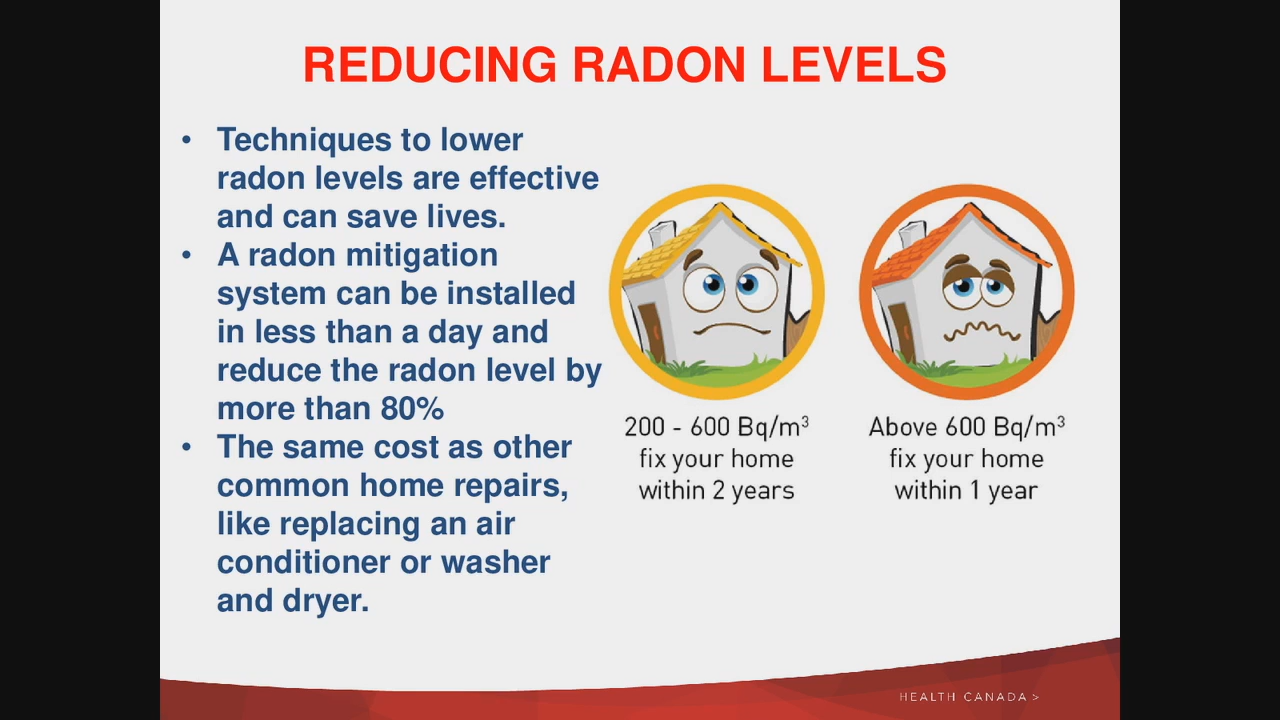 REDUCING RADON LEVELS
• Techniques to lower
radon levels are effective
and can save lives.
• A radon mitigation
system can be installed
in less than a day and
reduce the radon level by
more than 80%
• The same cost as other
common home repairs,
like replacing an air
conditioner or washer
and dryer.
200 - 600 Bq/m³
fix your home
within 2 years
Above 600 Bq/m³
fix your home
within 1 year
HEALTH CANADA >